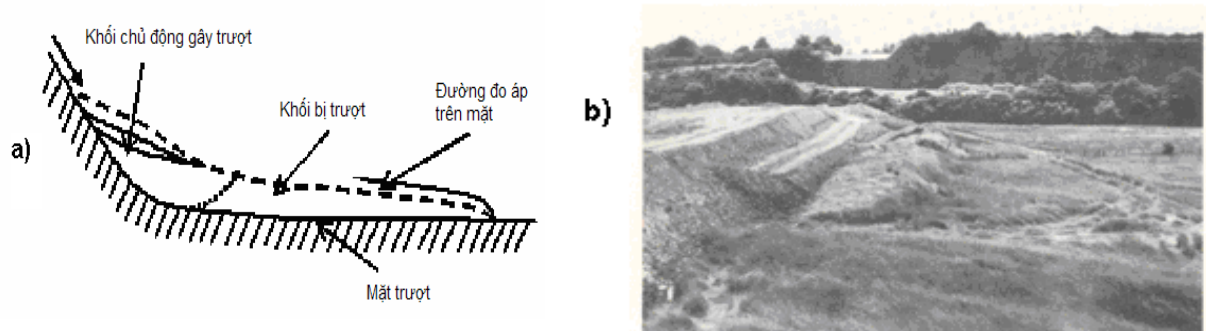 Khối chủ động gây trượt
Khối bị trượt
Đường đo áp
trên mặt
a)
Mặt trượt
b)